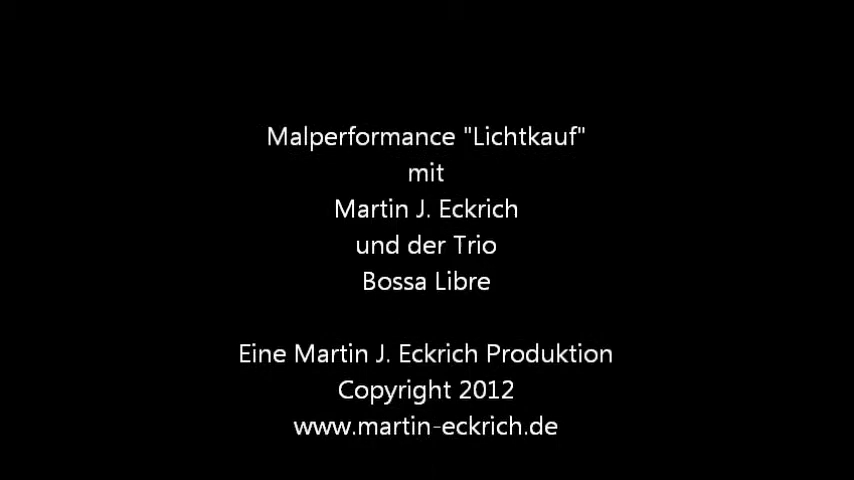 Malperformance "Lichtkauf"
mit
Martin J. Eckrich
und der Trio
Bossa Libre
Eine Martin J. Eckrich Produktion
Copyright 2012
www.martin-eckrich.de